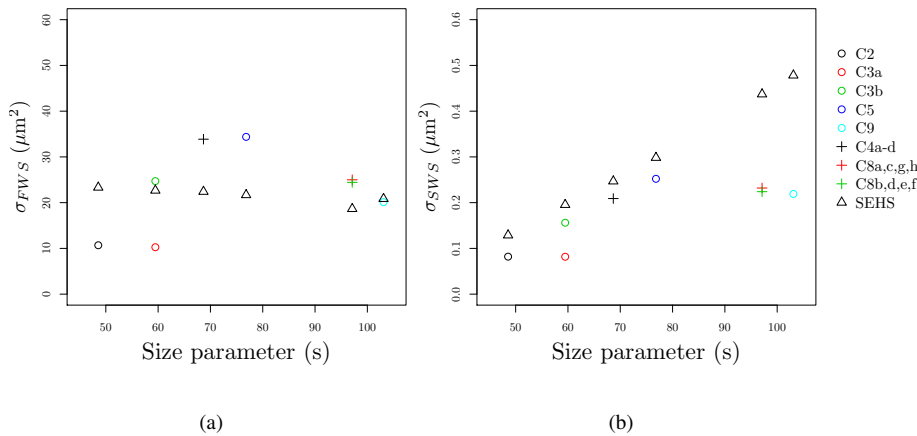 60
50
40
30
20
10
0
σFWS (μm²)
50 60 70 80 90 100
Size parameter (s)
(a)
0.6
0.5
0.4
0.3
0.2
0.1
0.0
σSWS (μm²)
50 60 70 80 90 100
Size parameter (s)
(b)
C2
C3a
C3b
C5
C9
C4a-d
C8a,c,g,h
C8b,d,e,f
SEHS